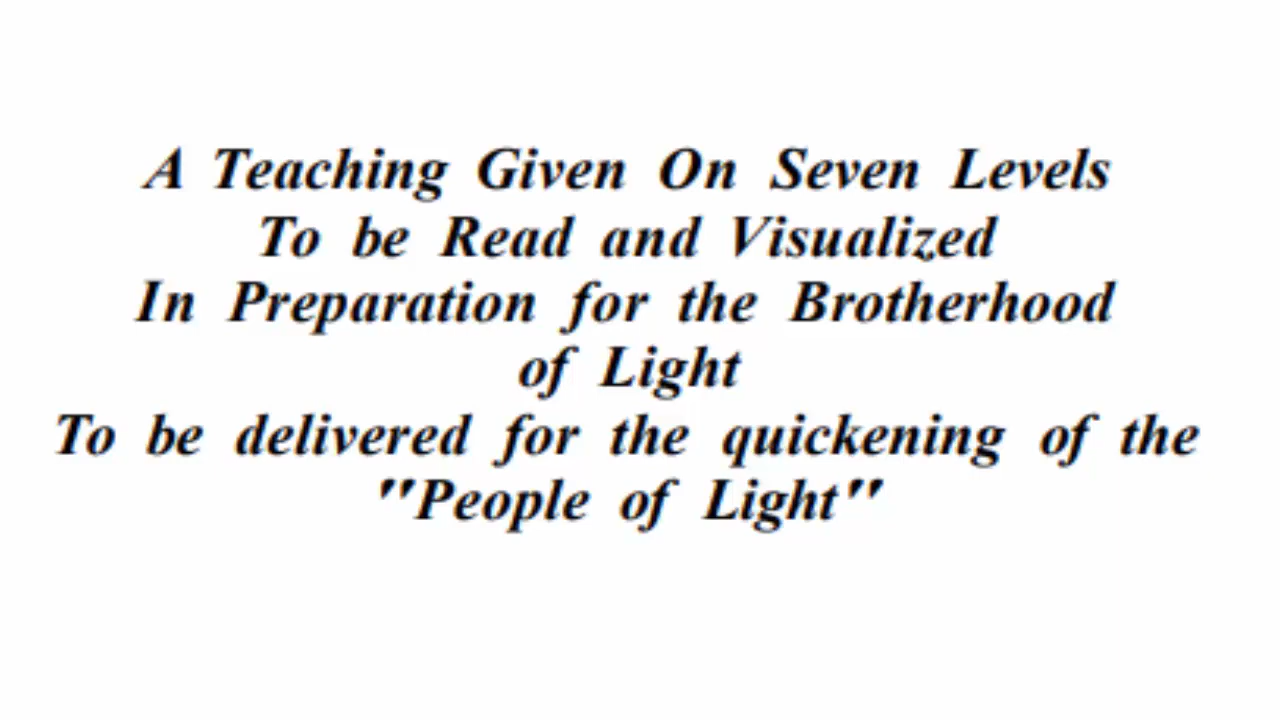 A Teaching Given On Seven Levels
To be Read and Visualized
In Preparation for the Brotherhood
of Light
To be delivered for the quickening of the
"People of Light"